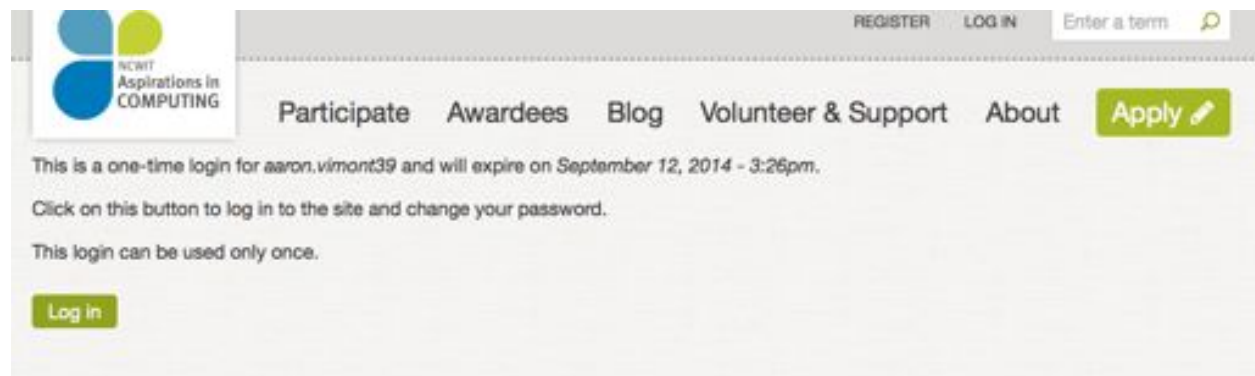 REGISTER LOG IN Enter a term
NCWIT
Aspirations in
COMPUTING
Participate Awardees Blog Volunteer & Support About Apply
This is a one-time login for aaron.vimont39 and will expire on September 12, 2014 - 3:26pm.
Click on this button to log in to the site and change your password.
This login can be used only once.
Log in